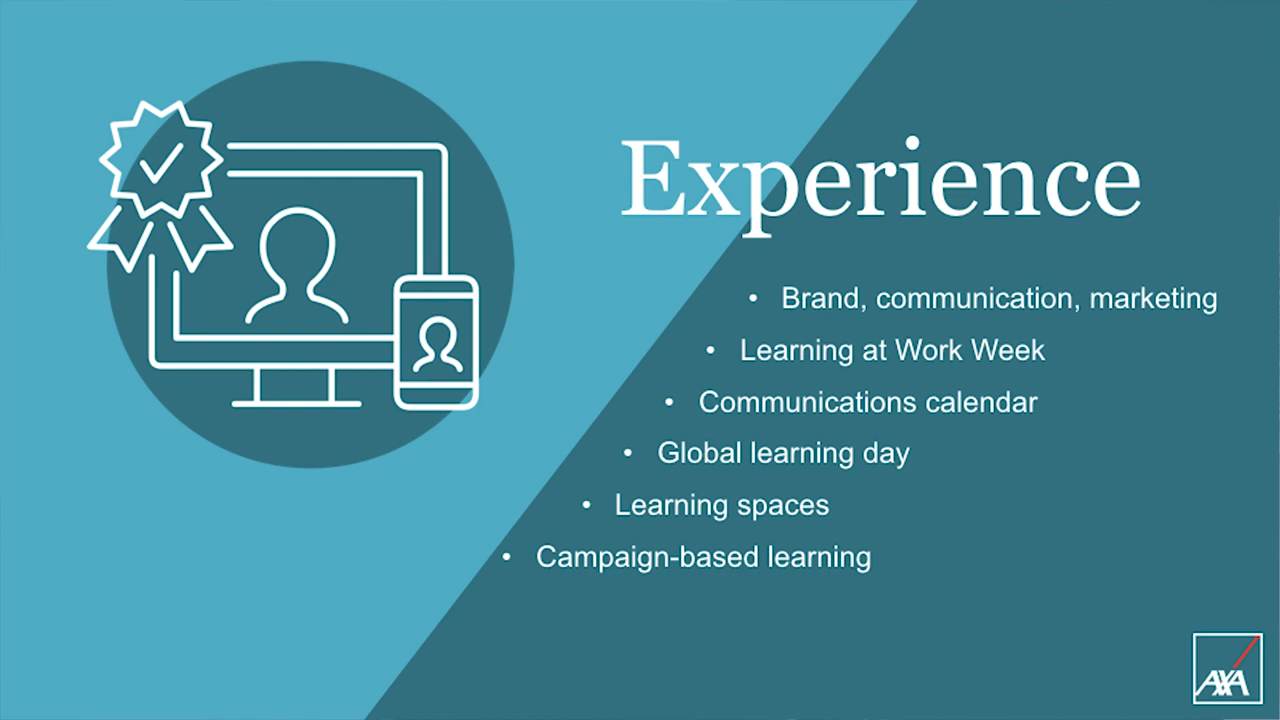 Experience
• Brand, communication, marketing
• Learning at Work Week
• Communications calendar
• Global learning day
• Learning spaces
• Campaign-based learning
AXA